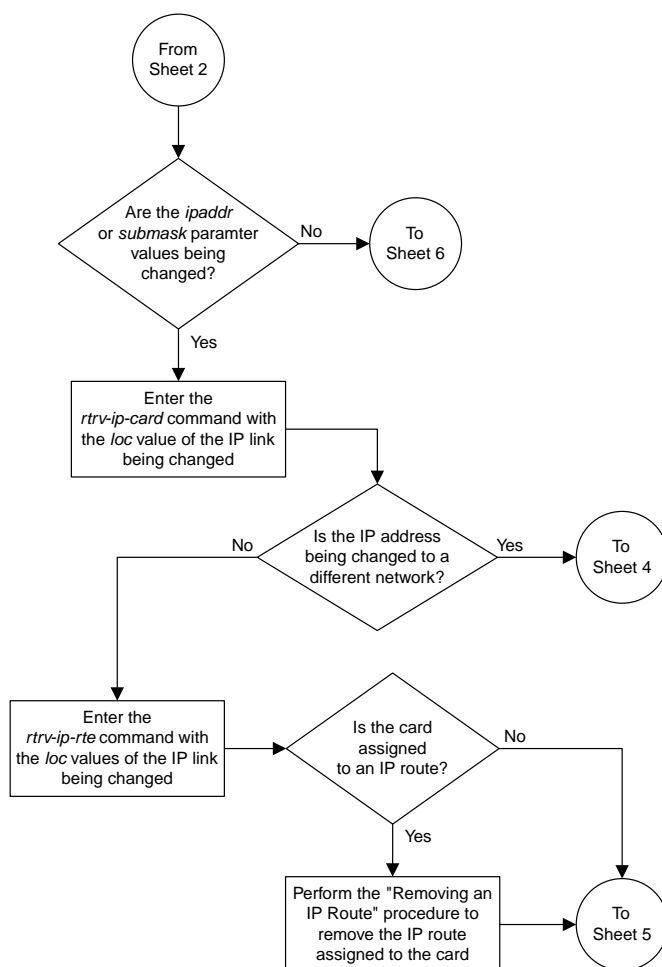 From
Sheet 2
Are the ipaddr
or submask paramter
values being
changed?
No
To
Sheet 6
Yes
Enter the
rtrv-ip-card command with
the loc value of the IP link
being changed
Is the IP address
being changed to a
different network?
No
Yes
To
Sheet 4
Enter the
rtrv-ip-rte command with
the loc values of the IP link
being changed
Is the card
assigned
to an IP route?
No
Yes
Perform the "Removing an
IP Route" procedure to
remove the IP route
assigned to the card
To
Sheet 5